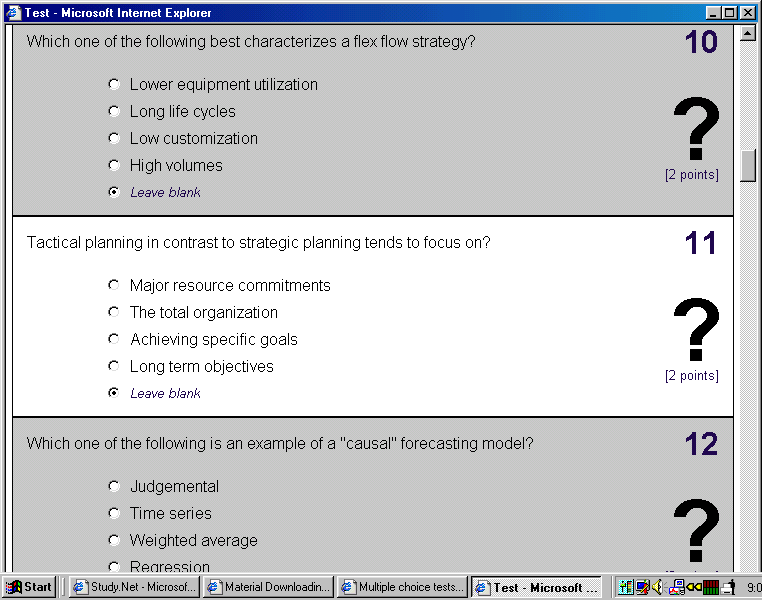 Test - Microsoft Internet Explorer
Which one of the following best characterizes a flex flow strategy?
10
Lower equipment utilization
Long life cycles
Low customization
High volumes
?
[2 points]
Leave blank
Tactical planning in contrast to strategic planning tends to focus on?
11
Major resource commitments
The total organization
Achieving specific goals
Long term objectives
?
[2 points]
Leave blank
Which one of the following is an example of a "causal" forecasting model?
12
Judgemental
Time series
Weighted average
Regression
?
Start
Study.Net - Microsof...
Material Downloadin...
Multiple choice tests...
Test - Microsoft ...